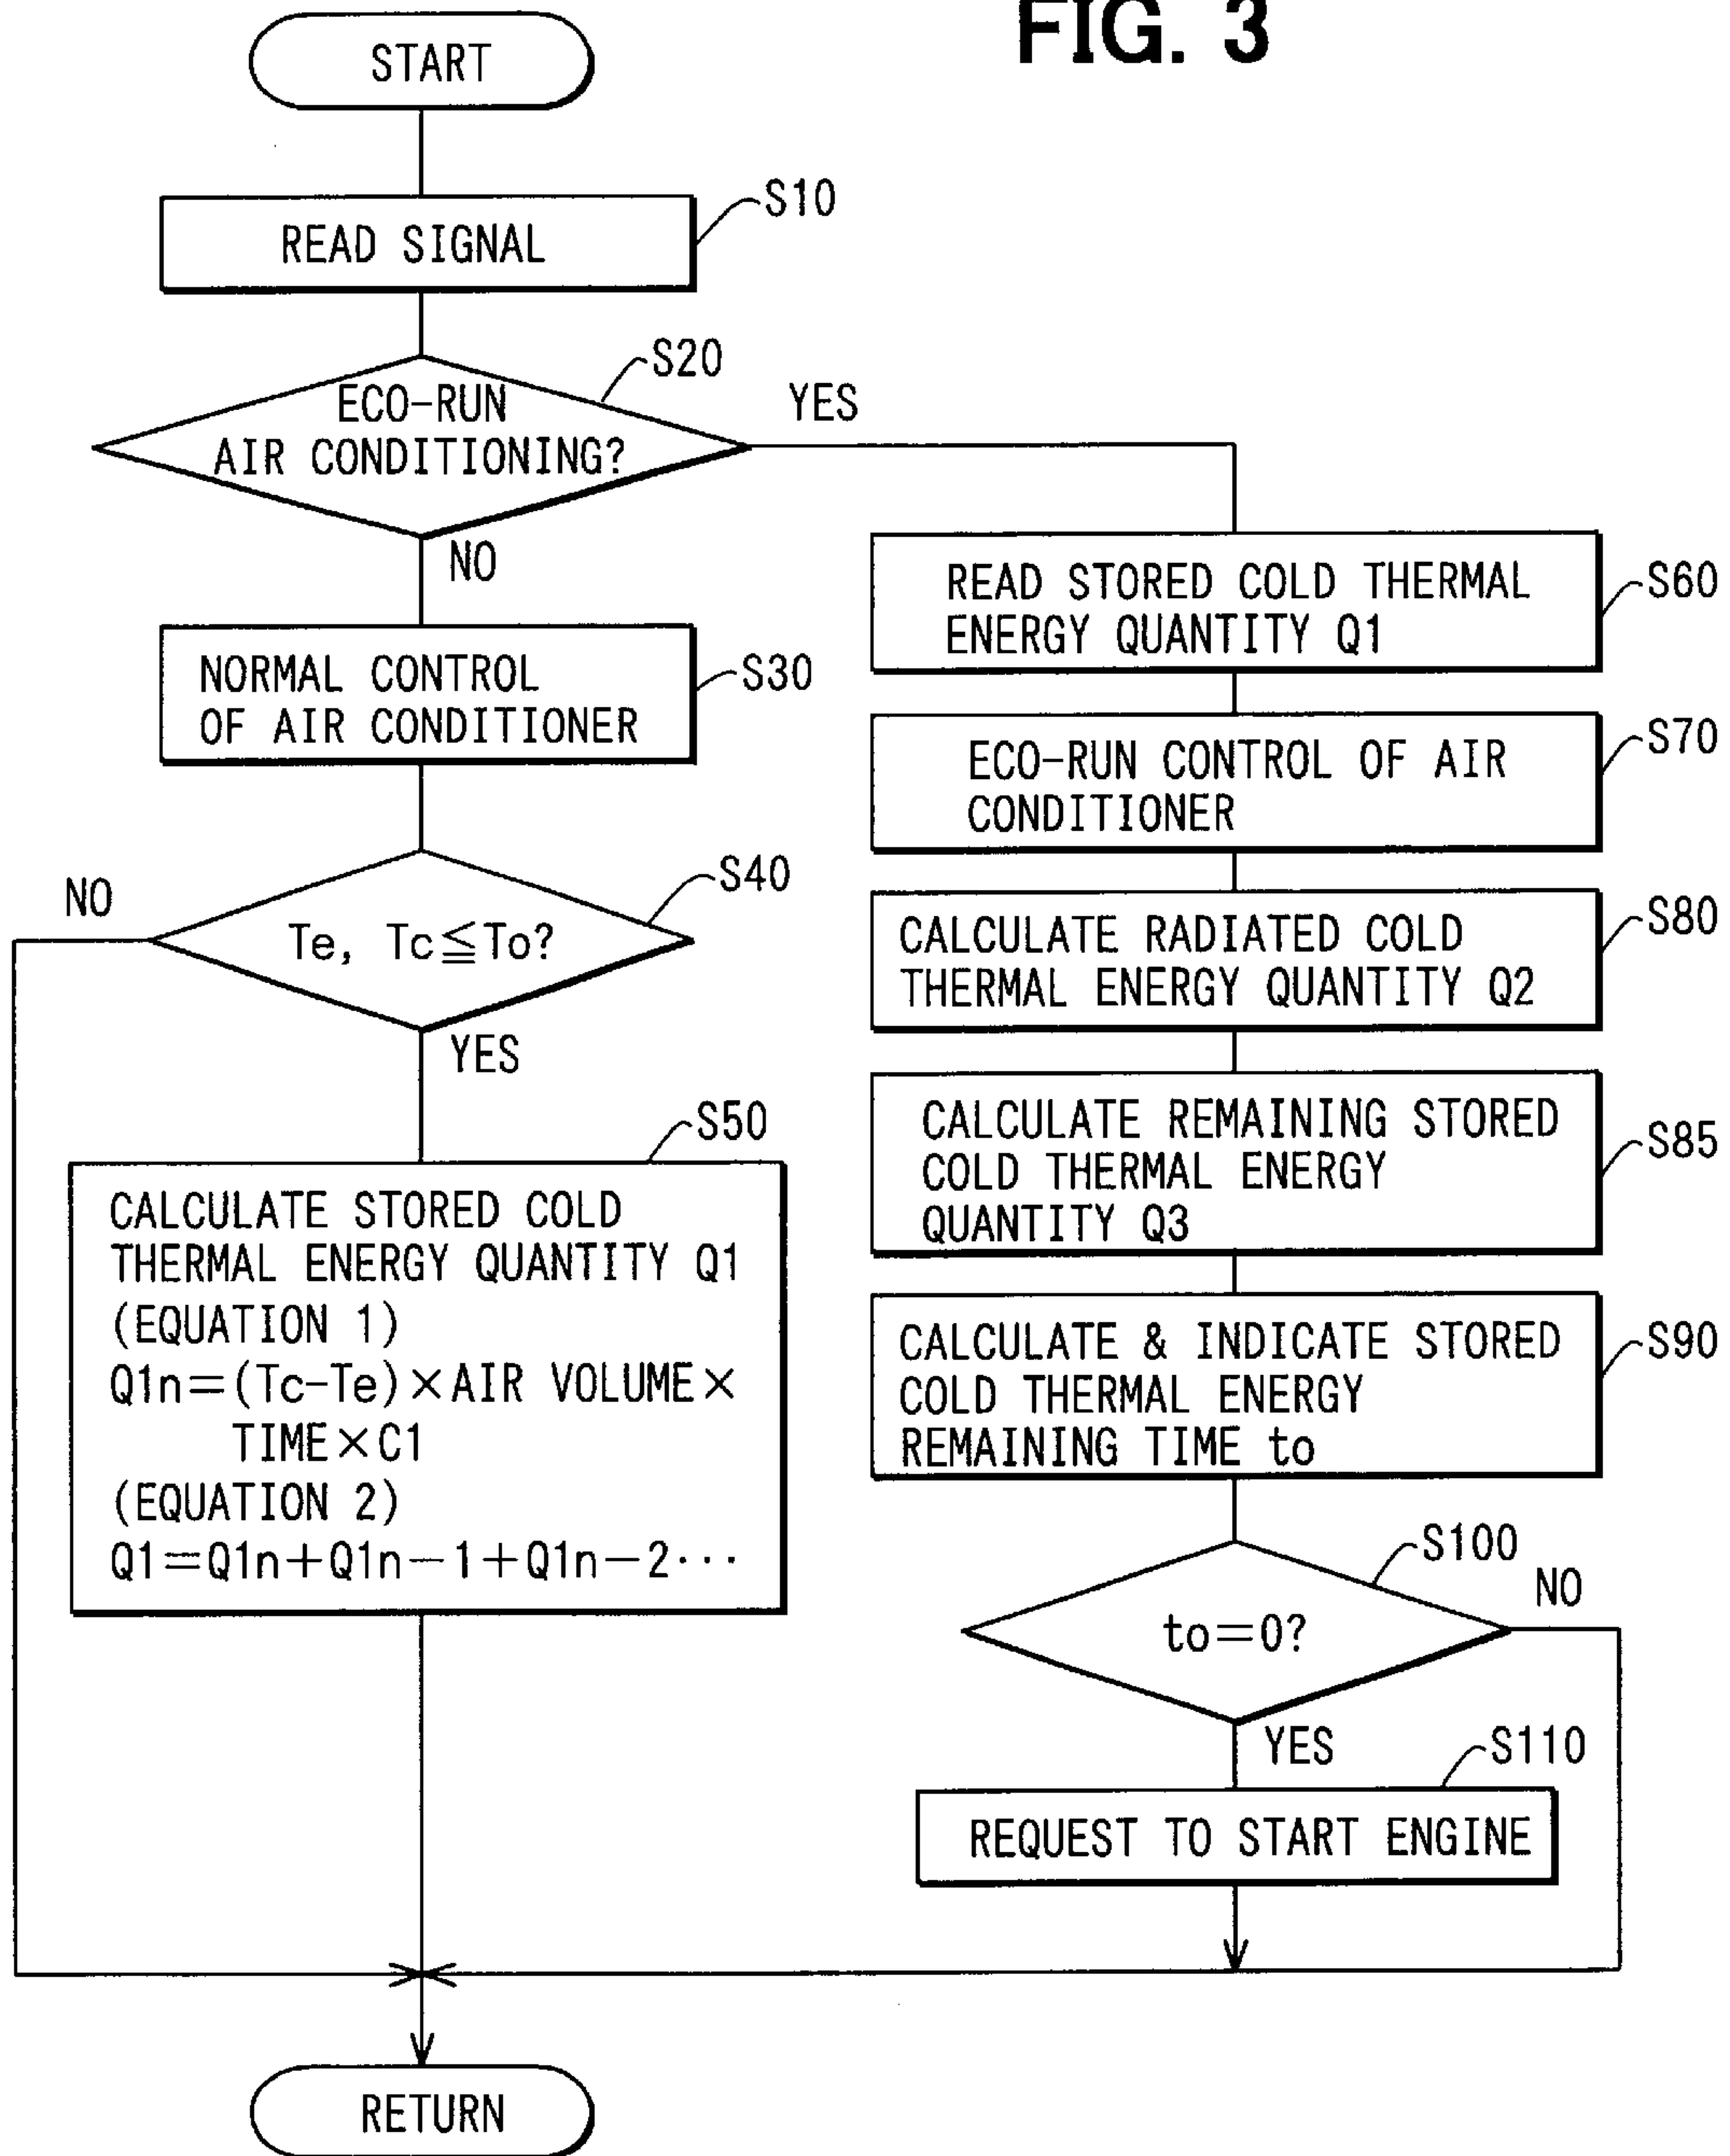 FIG. 3
START
S10
READ SIGNAL
S20
ECO-RUN
AIR CONDITIONING?
YES
NO
S30
NORMAL CONTROL
OF AIR CONDITIONER
S40
NO
Te, Tc≦To?
YES
S50
CALCULATE STORED COLD
THERMAL ENERGY QUANTITY Q1
(EQUATION 1)
Q1n=(Tc-Te)×AIR VOLUME×
TIME×C1
(EQUATION 2)
Q1=Q1n+Q1n-1+Q1n-2···
S60
READ STORED COLD THERMAL
ENERGY QUANTITY Q1
S70
ECO-RUN CONTROL OF AIR
CONDITIONER
S80
CALCULATE RADIATED COLD
THERMAL ENERGY QUANTITY Q2
S85
CALCULATE REMAINING STORED
COLD THERMAL ENERGY
QUANTITY Q3
S90
CALCULATE & INDICATE STORED
COLD THERMAL ENERGY
REMAINING TIME to
S100
to=0?
NO
YES
S110
REQUEST TO START ENGINE
RETURN